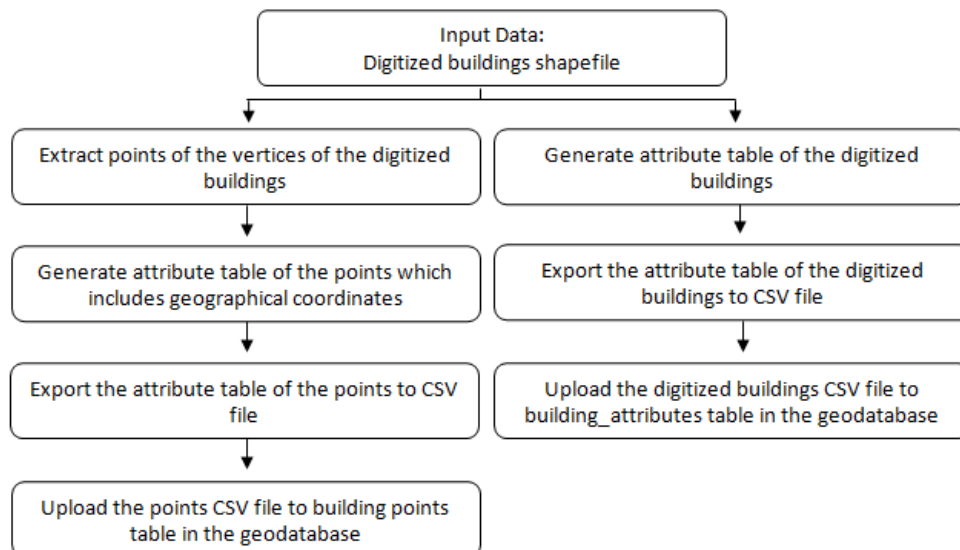 Input Data:
Digitized buildings shapefile
Extract points of the vertices of the digitized
buildings
Generate attribute table of the points which
includes geographical coordinates
Export the attribute table of the points to CSV
file
Upload the points CSV file to building points
table in the geodatabase
Generate attribute table of the digitized
buildings
Export the attribute table of the digitized
buildings to CSV file
Upload the digitized buildings CSV file to
building_attributes table in the geodatabase